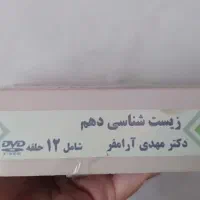 زیست شناسی دهم
دکتر مهدی آرامفر شامل ۱۲ حلقه DVD